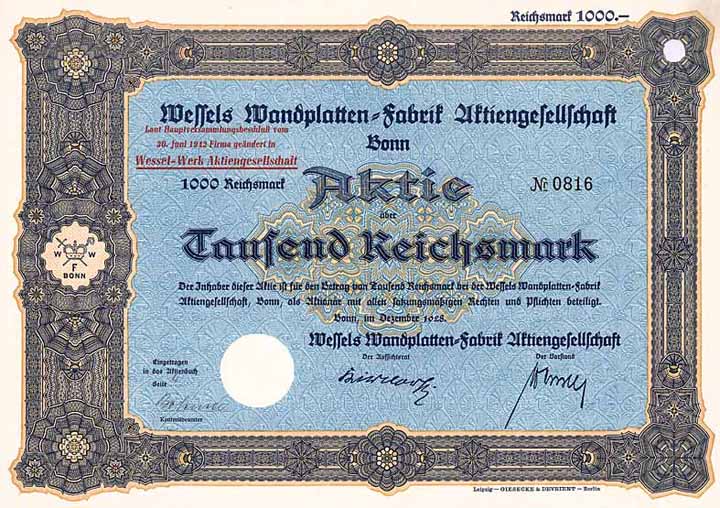 Reichsmark 1000.—
Wessels Wandplatten=Fabrik Aktiengesellschaft
Bonn
Laut Hauptversammlungsbeschluß vom
30. Juni 1942 Firma geändert in
Wessel-Werk Aktiengesellschaft
1000 Reichsmark
Aktie
№ 0816
über
Tausend Reichsmark
W W
F
BONN
Der Inhaber dieser Aktie ist für den Betrag von Tausend Reichsmark bei der Wessels Wandplatten=Fabrik
Aktiengesellschaft, Bonn, als Aktionär mit allen satzungsmäßigen Rechten und Pflichten beteiligt.
Bonn, im Dezember 1928.
Wessels Wandplatten=Fabrik Aktiengesellschaft
Der Aufsichtsrat
Der Vorstand
Eingetragen
in das Aktienbuch
Seite
Kontrollbeamter
Leipzig — GIESECKE & DEVRIENT — Berlin